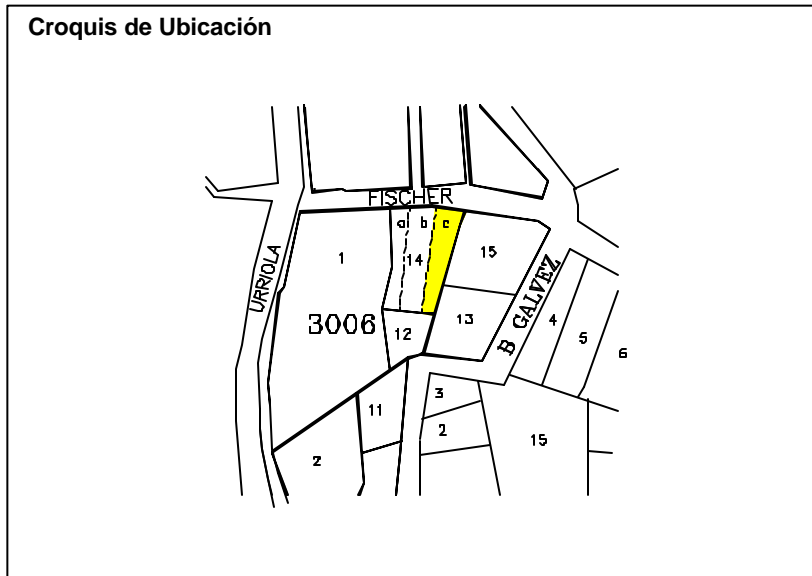 Croquis de Ubicación
FISCHER
a b c
1
14
15
URRIOLA
3006
12
13
B GALVEZ
4
5
6
3
11
2
15
2